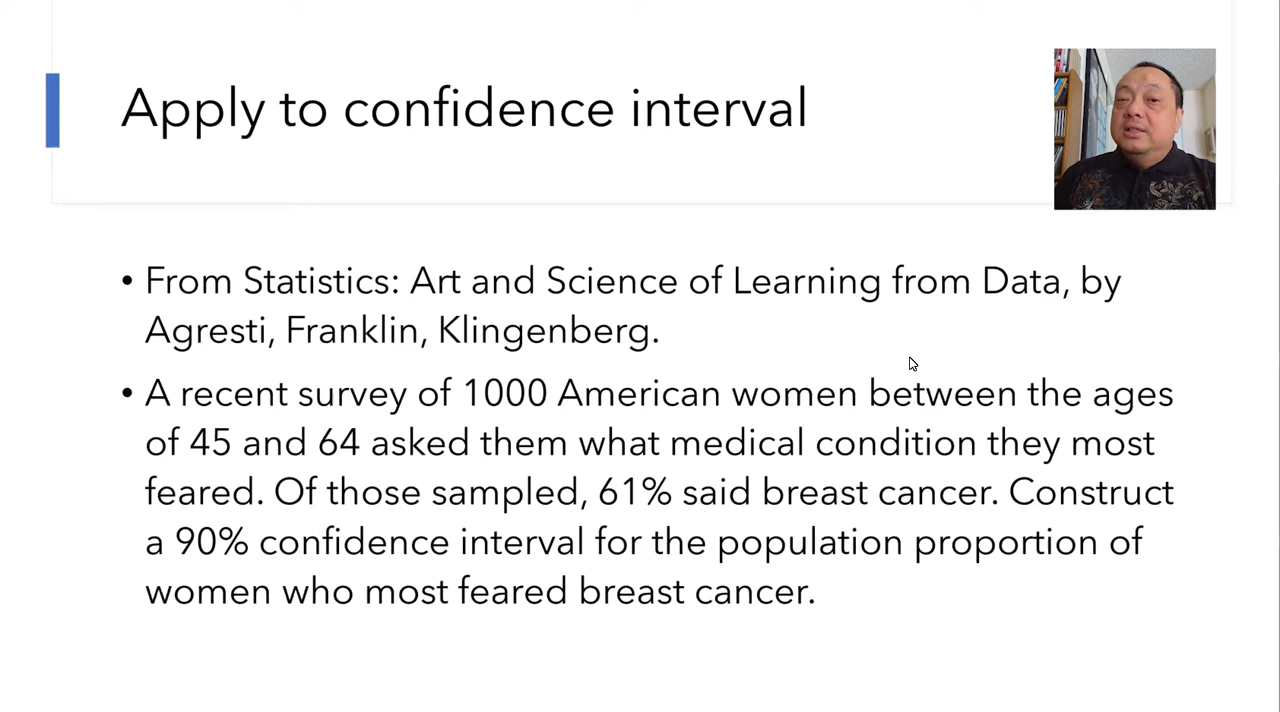 Apply to confidence interval
• From Statistics: Art and Science of Learning from Data, by
Agresti, Franklin, Klingenberg.
• A recent survey of 1000 American women between the ages
of 45 and 64 asked them what medical condition they most
feared. Of those sampled, 61% said breast cancer. Construct
a 90% confidence interval for the population proportion of
women who most feared breast cancer.